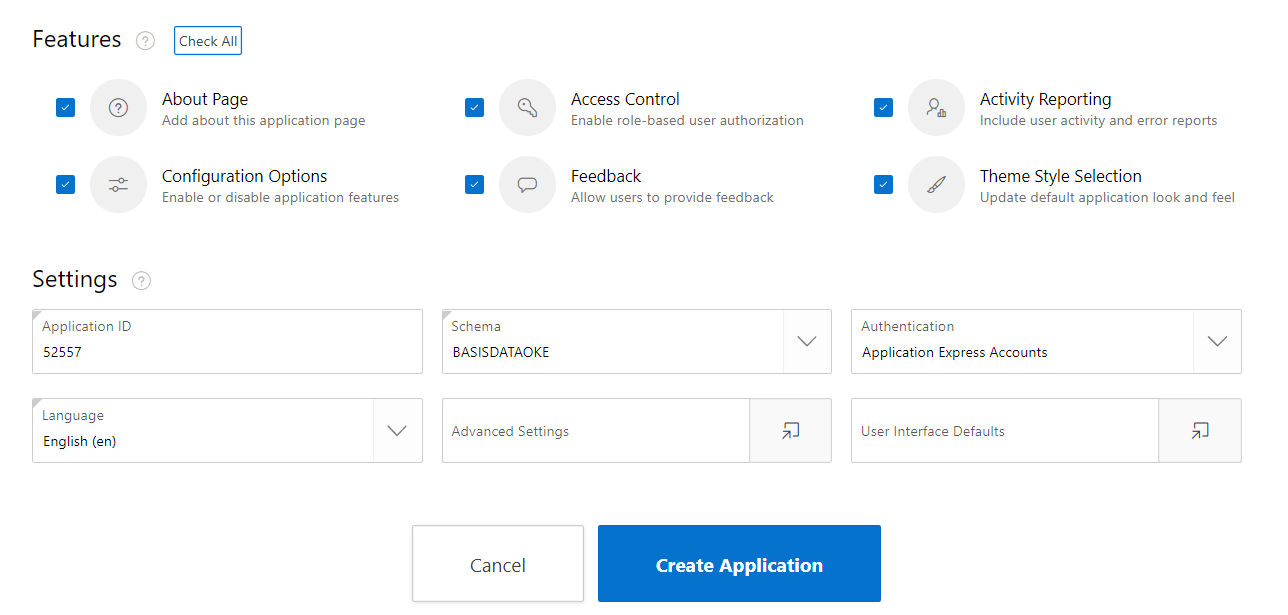 Features ? Check All
About Page
Add about this application page
Access Control
Enable role-based user authorization
Activity Reporting
Include user activity and error reports
Configuration Options
Enable or disable application features
Feedback
Allow users to provide feedback
Theme Style Selection
Update default application look and feel
Settings ?
Application ID
52557
Schema
BASISDATAOKE
Authentication
Application Express Accounts
Language
English (en)
Advanced Settings
User Interface Defaults
Cancel
Create Application